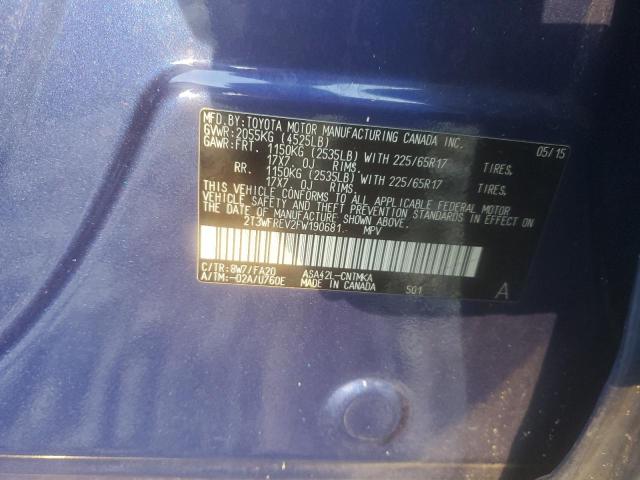 MFD.BY:TOYOTA MOTOR MANUFACTURING CANADA INC.
GVWR: 2055KG (4525LB) 05/15
GAWR:FRT. 1150KG (2535LB) WITH 225/65R17 TIRES.
17X7. 0J RIMS.
RR. 1150KG (2535LB) WITH 225/65R17 TIRES.
17X7. 0J RIMS.
THIS VEHICLE CONFORMS TO ALL APPLICABLE FEDERAL MOTOR
VEHICLE SAFETY AND THEFT PREVENTION STANDARDS IN EFFECT ON
THE DATE OF MANUFACTURE SHOWN ABOVE.
2T3WFREV2FW190681 MPV
C/TR:8W7/FA20 ASA42L-CNTMKA
A/TM:-02A/U760E MADE IN CANADA 501 A